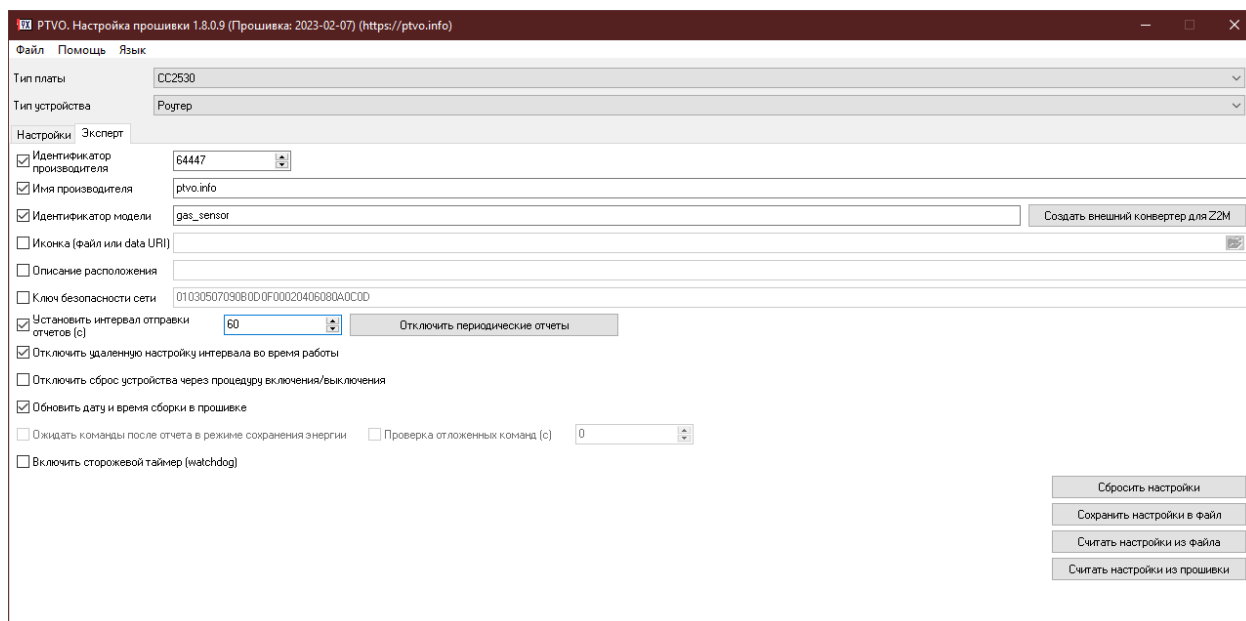 PTVO. Настройка прошивки 1.8.0.9 (Прошивка: 2023-02-07) (https://ptvo.info)
Файл Помощь Язык
Тип платы CC2530
Тип устройства Роутер
Настройки Эксперт
Идентификатор
производителя 64447
Имя производителя ptvo.info
Идентификатор модели gas_sensor Создать внешний конвертер для Z2M
Иконка (файл или data URI)
Описание расположения
Ключ безопасности сети 01030507090B0D0F00020406080A0C0D
Установить интервал отправки
отчетов (с) 60 Отключить периодические отчеты
Отключить удаленную настройку интервала во время работы
Отключить сброс устройства через процедуру включения/выключения
Обновить дату и время сборки в прошивке
Ожидать команды после отчета в режиме сохранения энергии Проверка отложенных команд (с) 0
Включить сторожевой таймер (watchdog)
Сбросить настройки
Сохранить настройки в файл
Считать настройки из файла
Считать настройки из прошивки